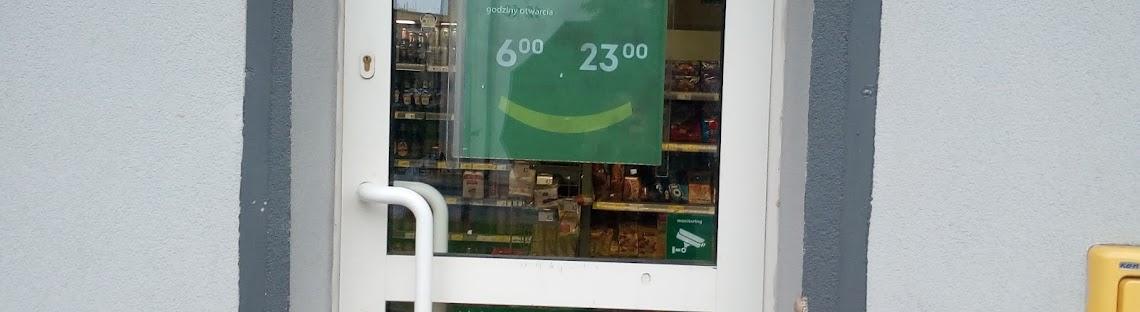 godziny otwarcia
6⁰⁰ 23⁰⁰
monitoring